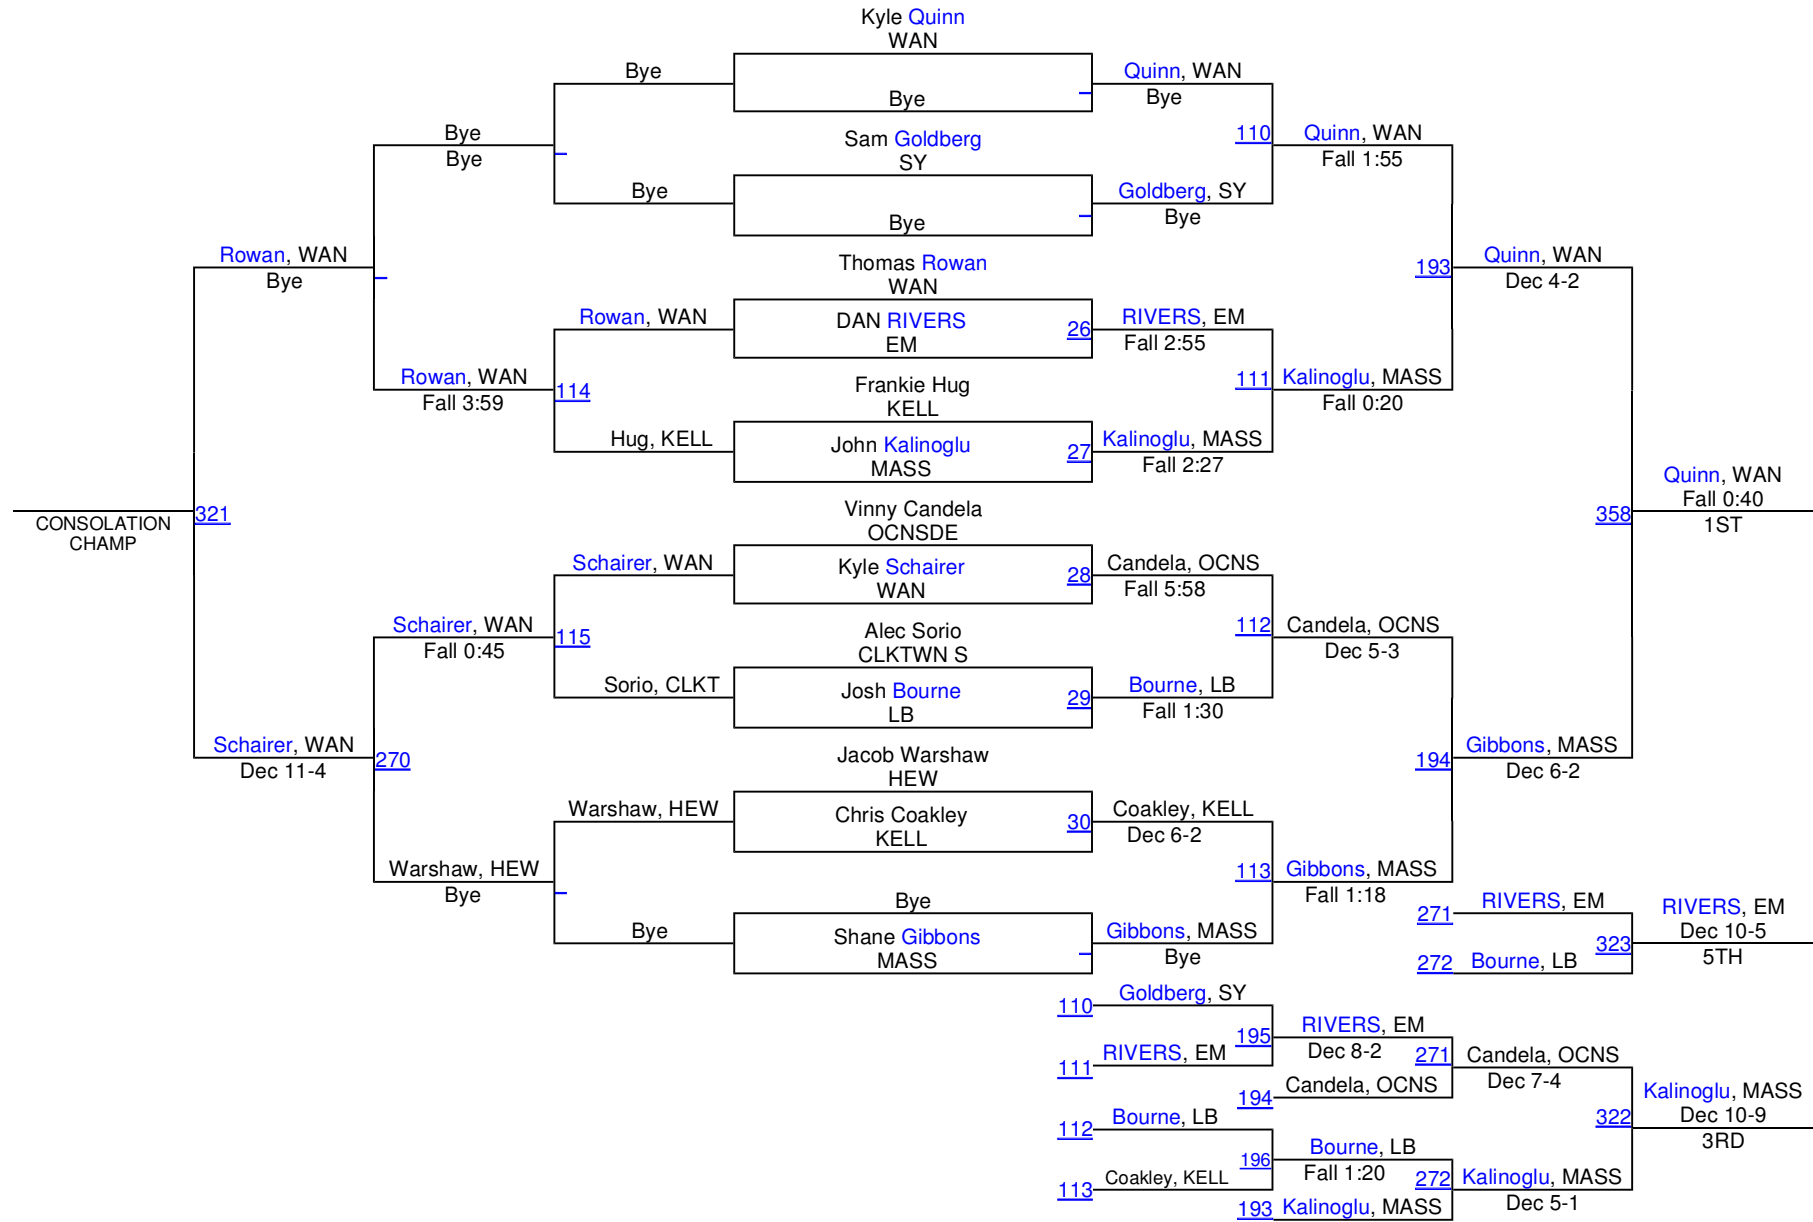 Kyle Quinn
WAN
Bye
Quinn, WAN
Bye
Bye
Sam Goldberg
SY
Bye
Goldberg, SY
Bye
Bye
Bye
Bye
110
Quinn, WAN
Fall 1:55
Thomas Rowan
WAN
DAN RIVERS
EM
26
RIVERS, EM
Fall 2:55
Rowan, WAN
Frankie Hug
KELL
John Kalinoglu
MASS
27
Kalinoglu, MASS
Fall 2:27
Hug, KELL
Rowan, WAN
Fall 3:59
114
111
Kalinoglu, MASS
Fall 0:20
Rowan, WAN
Bye
193
Quinn, WAN
Dec 4-2
CONSOLATION
CHAMP
321
358
Quinn, WAN
Fall 0:40
1ST
Vinny Candela
OCNSDE
Kyle Schairer
WAN
28
Candela, OCNS
Fall 5:58
Schairer, WAN
Alec Sorio
CLKTWN S
Josh Bourne
LB
29
Bourne, LB
Fall 1:30
Sorio, CLKT
Schairer, WAN
Fall 0:45
115
112
Candela, OCNS
Dec 5-3
Schairer, WAN
Dec 11-4
270
194
Gibbons, MASS
Dec 6-2
Jacob Warshaw
HEW
Chris Coakley
KELL
30
Coakley, KELL
Dec 6-2
Warshaw, HEW
Warshaw, HEW
Bye
113
Gibbons, MASS
Fall 1:18
Bye
Shane Gibbons
MASS
Bye
Gibbons, MASS
Bye
271
RIVERS, EM
272
Bourne, LB
323
RIVERS, EM
Dec 10-5
5TH
110
Goldberg, SY
111
RIVERS, EM
195
RIVERS, EM
Dec 8-2
194
Candela, OCNS
271
Candela, OCNS
Dec 7-4
112
Bourne, LB
113
Coakley, KELL
196
Bourne, LB
Fall 1:20
193
Kalinoglu, MASS
272
Kalinoglu, MASS
Dec 5-1
322
Kalinoglu, MASS
Dec 10-9
3RD